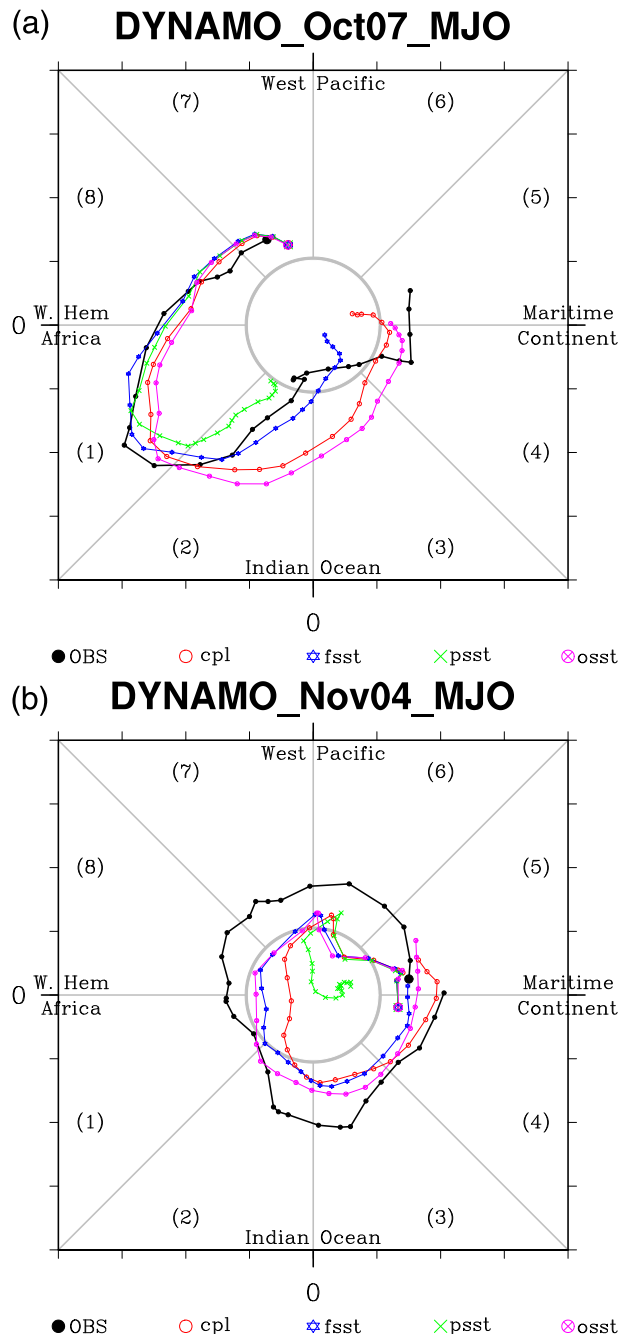 (a) DYNAMO_Oct07_MJO
West Pacific
(7) (6)
(8) (5)
0 W. Hem Africa Maritime Continent
(1) (4)
(2) (3)
Indian Ocean
0
OBS cpl fsst psst osst
(b) DYNAMO_Nov04_MJO
West Pacific
(7) (6)
(8) (5)
0 W. Hem Africa Maritime Continent
(1) (4)
(2) (3)
Indian Ocean
0
OBS cpl fsst psst osst